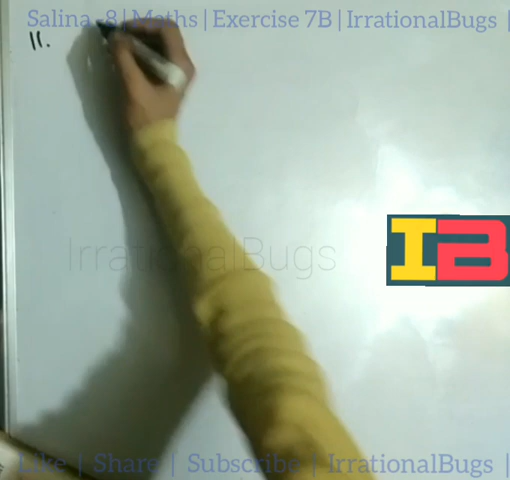 Salina - 8 | Maths | Exercise 7B | IrrationalBugs |
11.
IrrationalBugs
IB
Like | Share | Subscribe | IrrationalBugs |